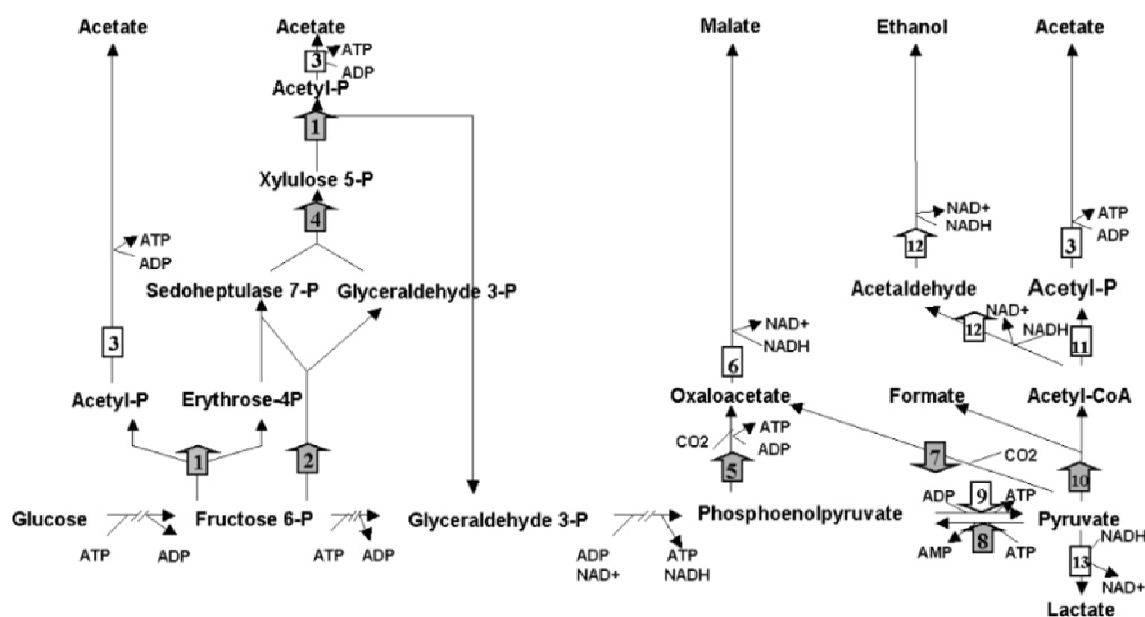 Acetate
Acetate
Malate
Ethanol
Acetate
3
ATP
ADP
Acetyl-P
1
Xylulose 5-P
4
ATP
ADP
NAD+
NADH
12
ATP
3
ADP
Sedoheptulase 7-P
Glyceraldehyde 3-P
Acetaldehyde
Acetyl-P
NAD+
NADH
6
12
NAD+
NADH
11
3
Acetyl-P
Erythrose-4P
Oxaloacetate
Formate
Acetyl-CoA
CO2
ATP
ADP
5
7
CO2
10
1
2
Glucose
Fructose 6-P
Glyceraldehyde 3-P
Phosphoenolpyruvate
ADP
9
ATP
Pyruvate
ATP
ADP
ATP
ADP
ADP
NAD+
ATP
NADH
AMP
8
ATP
NADH
13
NAD+
Lactate